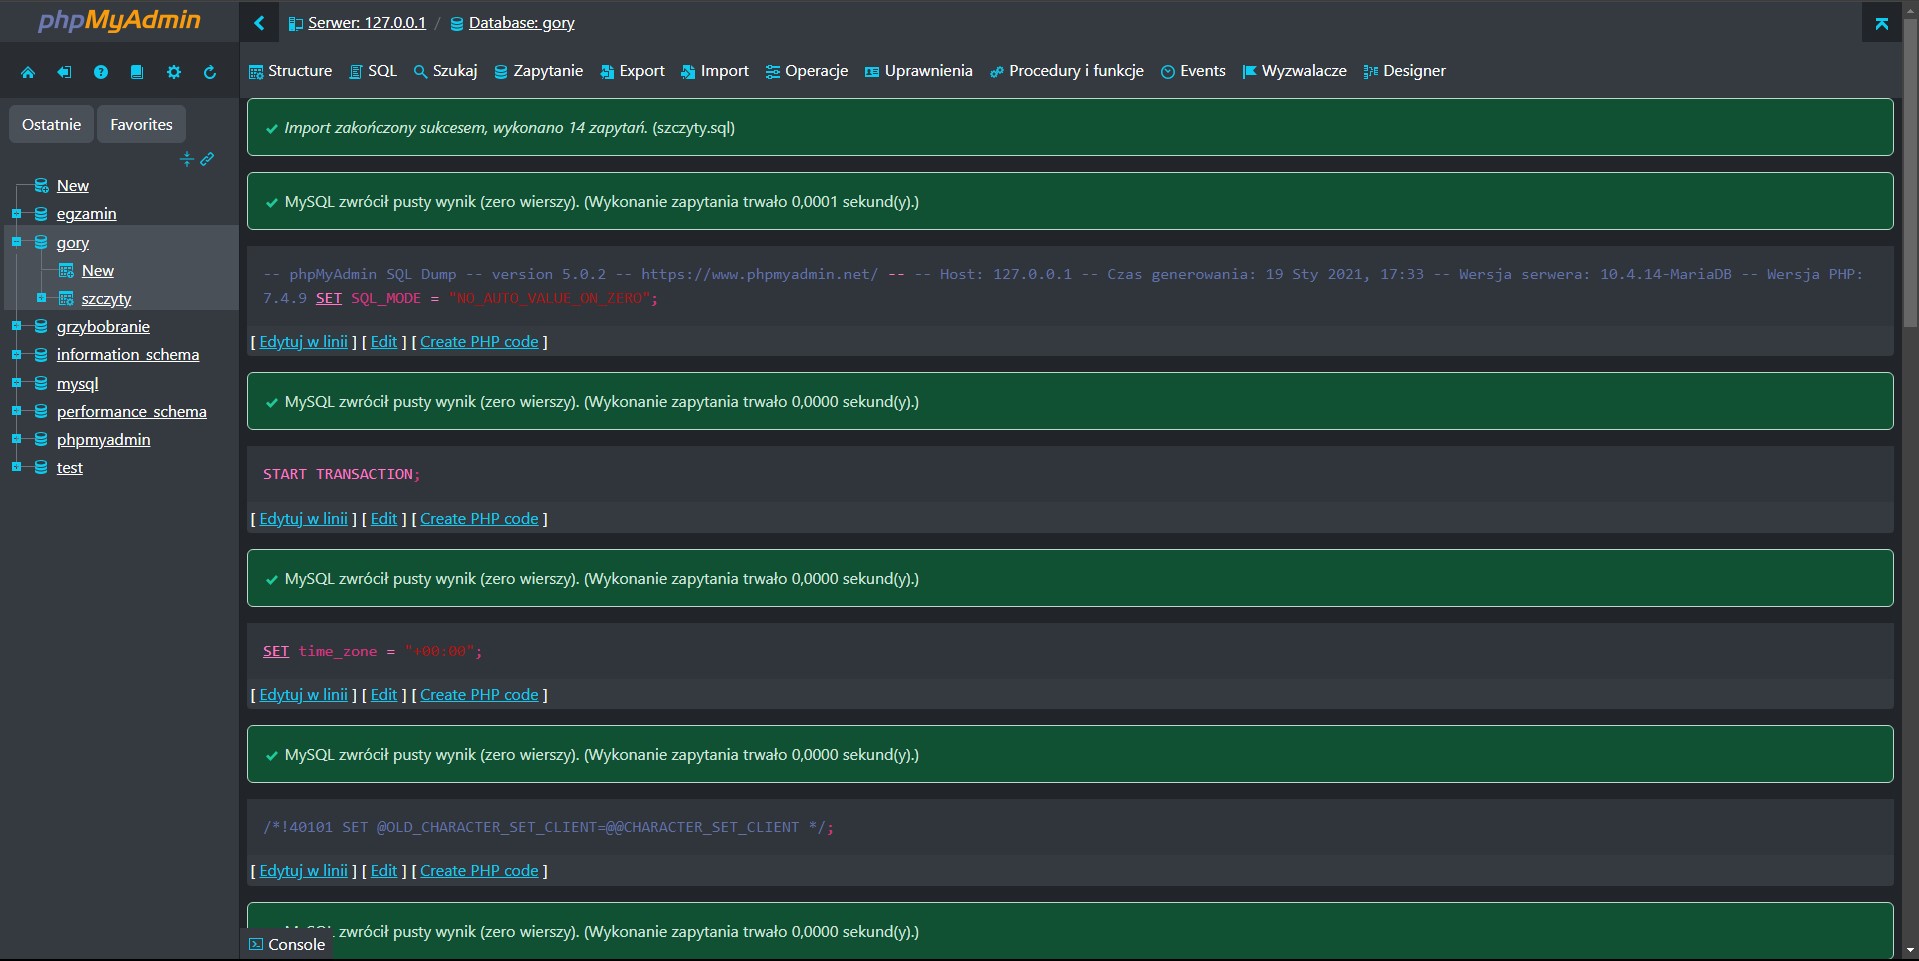 phpMyAdmin
Serwer: 127.0.0.1 / Database: gory
Structure SQL Szukaj Zapytanie Export Import Operacje Uprawnienia Procedury i funkcje Events Wyzwalacze Designer
Ostatnie Favorites
New
egzamin
gory
New
szczyty
grzybobranie
information_schema
mysql
performance_schema
phpmyadmin
test
Import zakończony sukcesem, wykonano 14 zapytań. (szczyty.sql)
MySQL zwrócił pusty wynik (zero wierszy). (Wykonanie zapytania trwało 0,0001 sekund(y).)
-- phpMyAdmin SQL Dump -- version 5.0.2 -- https://www.phpmyadmin.net/ -- -- Host: 127.0.0.1 -- Czas generowania: 19 Sty 2021, 17:33 -- Wersja serwera: 10.4.14-MariaDB -- Wersja PHP:
7.4.9 SET SQL_MODE = "NO_AUTO_VALUE_ON_ZERO";
[ Edytuj w linii ] [ Edit ] [ Create PHP code ]
MySQL zwrócił pusty wynik (zero wierszy). (Wykonanie zapytania trwało 0,0000 sekund(y).)
START TRANSACTION;
[ Edytuj w linii ] [ Edit ] [ Create PHP code ]
MySQL zwrócił pusty wynik (zero wierszy). (Wykonanie zapytania trwało 0,0000 sekund(y).)
SET time_zone = "+00:00";
[ Edytuj w linii ] [ Edit ] [ Create PHP code ]
MySQL zwrócił pusty wynik (zero wierszy). (Wykonanie zapytania trwało 0,0000 sekund(y).)
/*!40101 SET @OLD_CHARACTER_SET_CLIENT=@@CHARACTER_SET_CLIENT */;
[ Edytuj w linii ] [ Edit ] [ Create PHP code ]
MySQL zwrócił pusty wynik (zero wierszy). (Wykonanie zapytania trwało 0,0000 sekund(y).)
Console